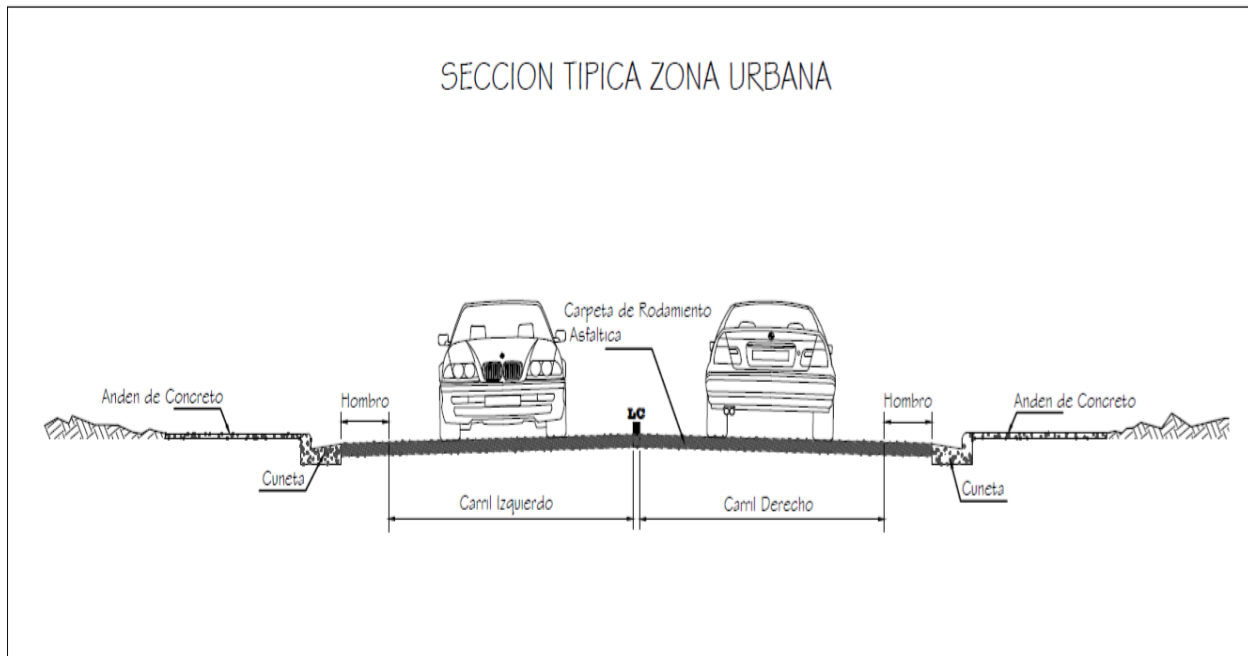 SECCION TIPICA ZONA URBANA
Carpeta de Rodamiento
Asfaltica
Anden de Concreto
Hombro
LC
Hombro
Anden de Concreto
Cuneta
Carril Izquierdo
Carril Derecho
Cuneta